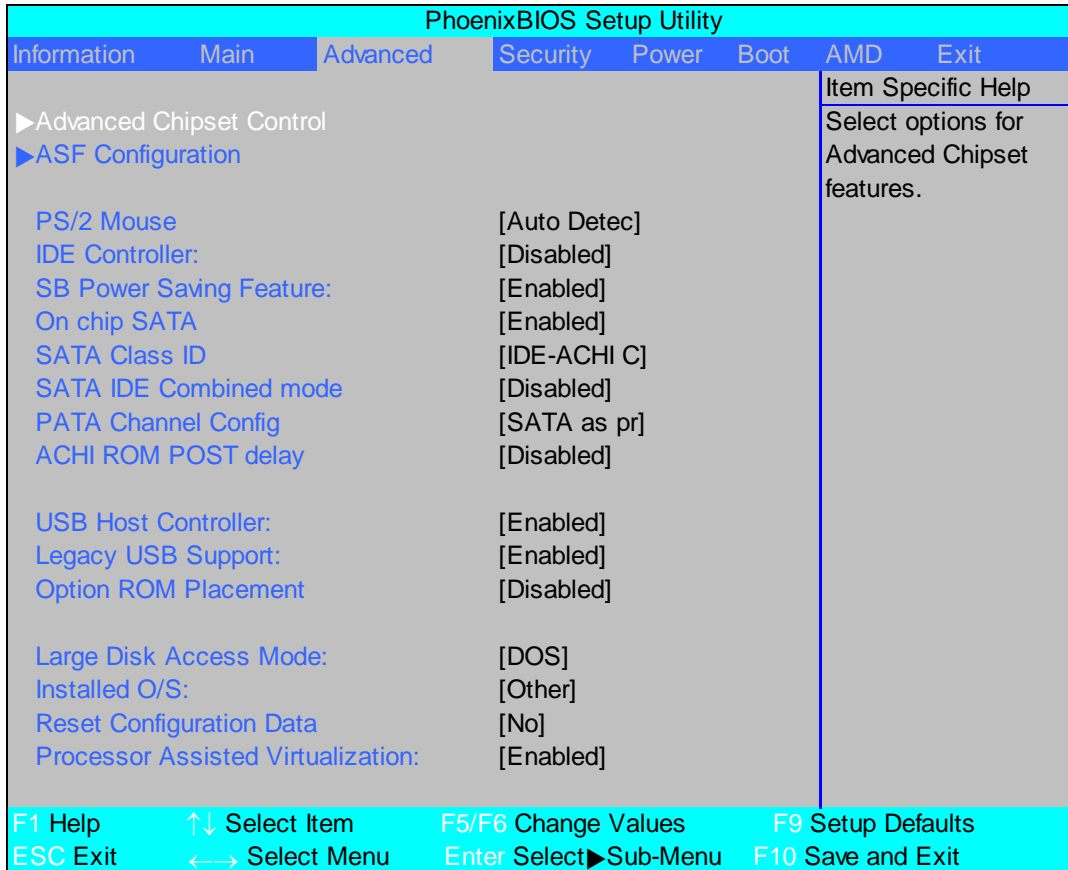 PhoenixBIOS Setup Utility
Information Main Advanced Security Power Boot AMD Exit
Item Specific Help
▶Advanced Chipset Control Select options for
▶ASF Configuration Advanced Chipset
features.
PS/2 Mouse [Auto Detec]
IDE Controller: [Disabled]
SB Power Saving Feature: [Enabled]
On chip SATA [Enabled]
SATA Class ID [IDE-ACHI C]
SATA IDE Combined mode [Disabled]
PATA Channel Config [SATA as pr]
ACHI ROM POST delay [Disabled]
USB Host Controller: [Enabled]
Legacy USB Support: [Enabled]
Option ROM Placement [Disabled]
Large Disk Access Mode: [DOS]
Installed O/S: [Other]
Reset Configuration Data [No]
Processor Assisted Virtualization: [Enabled]
F1 Help ↑↓ Select Item F5/F6 Change Values F9 Setup Defaults
ESC Exit ←→ Select Menu Enter Select▶Sub-Menu F10 Save and Exit